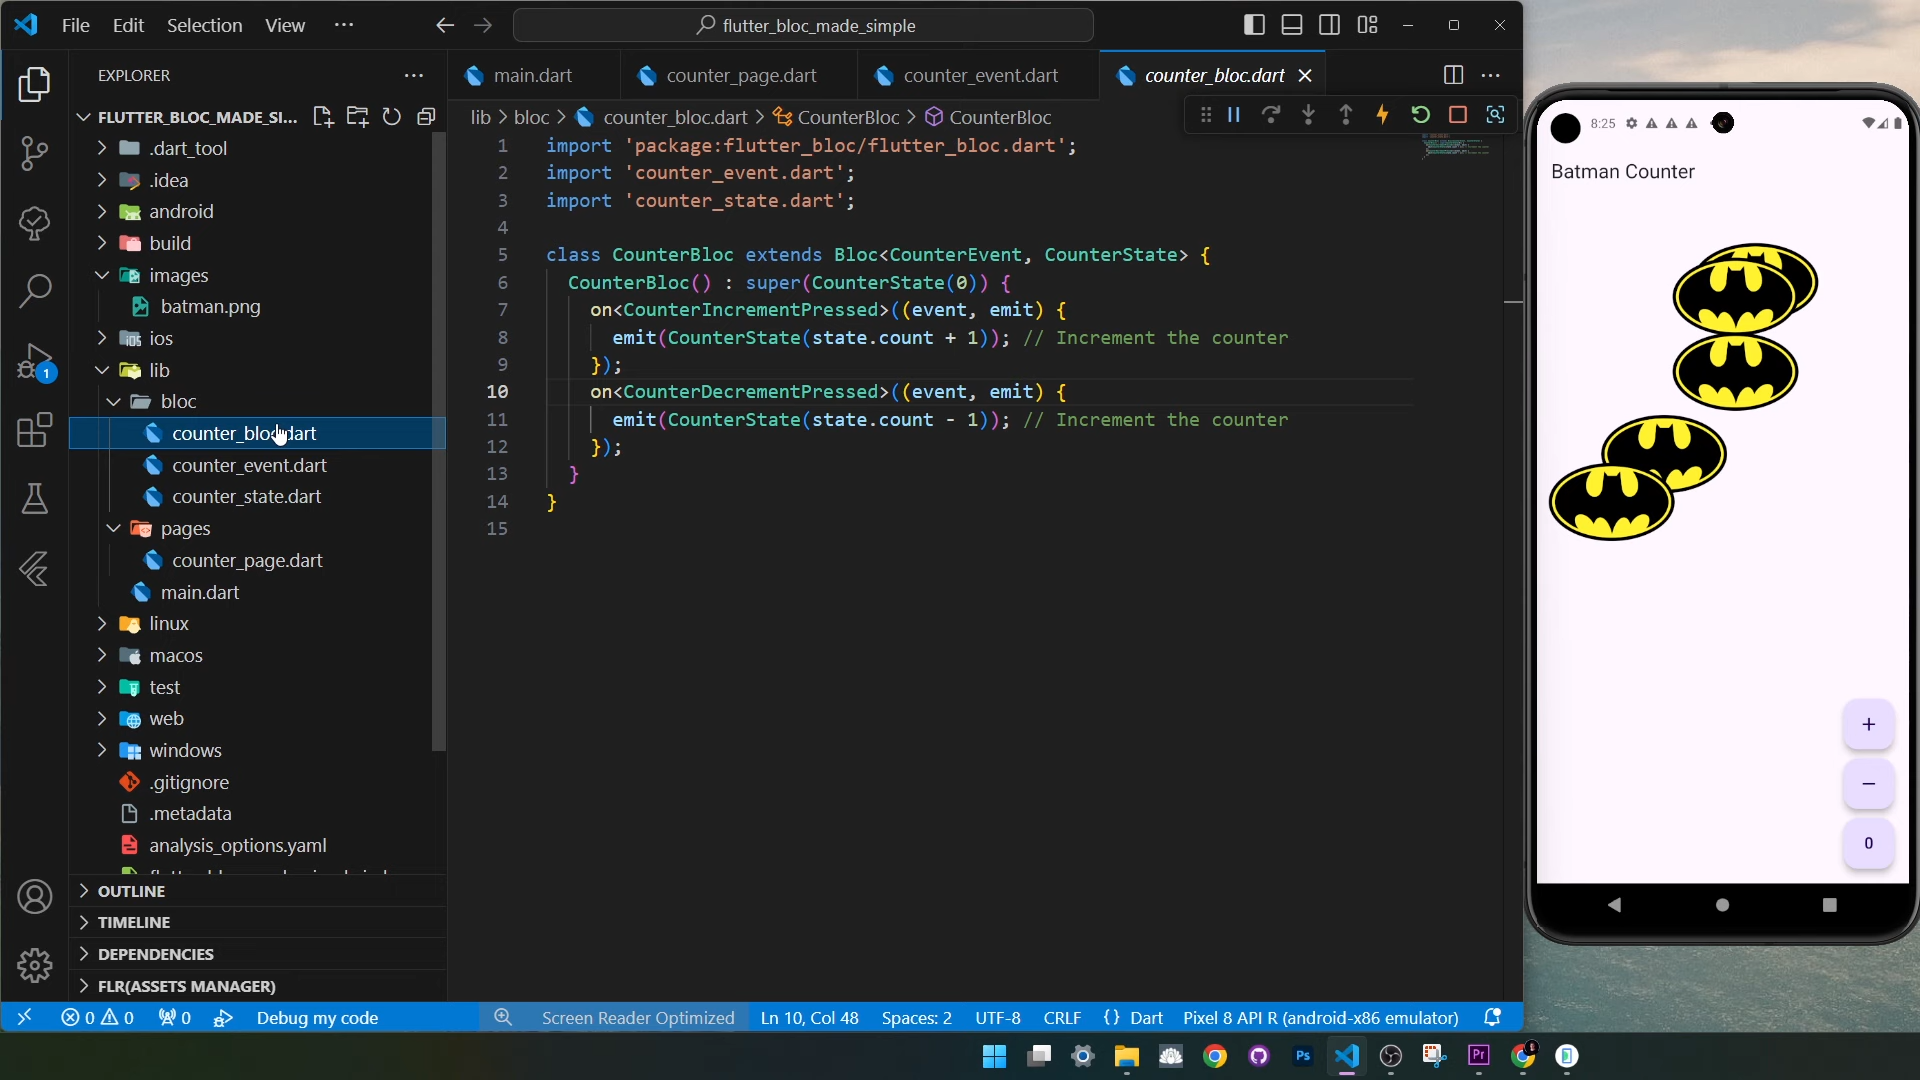 File Edit Selection View ···
flutter_bloc_made_simple
EXPLORER
FLUTTER_BLOC_MADE_SI...
.dart_tool
.idea
android
build
images
batman.png
ios
lib
bloc
counter_bloc.dart
counter_event.dart
counter_state.dart
pages
counter_page.dart
main.dart
linux
macos
test
web
windows
.gitignore
.metadata
analysis_options.yaml
OUTLINE
TIMELINE
DEPENDENCIES
FLR(ASSETS MANAGER)
1
main.dart counter_page.dart counter_event.dart counter_bloc.dart
lib > bloc > counter_bloc.dart > CounterBloc > CounterBloc
1 import 'package:flutter_bloc/flutter_bloc.dart';
2 import 'counter_event.dart';
3 import 'counter_state.dart';
4
5 class CounterBloc extends Bloc<CounterEvent, CounterState> {
6 CounterBloc() : super(CounterState(0)) {
7 on<CounterIncrementPressed>((event, emit) {
8 emit(CounterState(state.count + 1)); // Increment the counter
9 });
10 on<CounterDecrementPressed>((event, emit) {
11 emit(CounterState(state.count - 1)); // Increment the counter
12 });
13 }
14 }
15
0 0 0 Debug my code Screen Reader Optimized Ln 10, Col 48 Spaces: 2 UTF-8 CRLF {} Dart Pixel 8 API R (android-x86 emulator)
8:25
Batman Counter
+
−
0
Ps
Pr